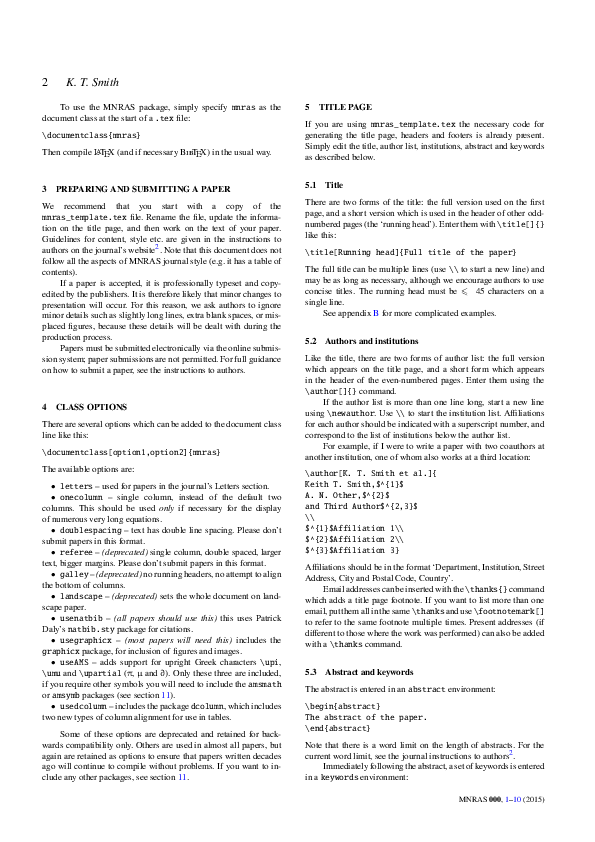 2 K. T. Smith
To use the MNRAS package, simply specify mnras as the
document class at the start of a .tex file:
\documentclass{mnras}
Then compile LATEX (and if necessary BIBTEX) in the usual way.
3 PREPARING AND SUBMITTING A PAPER
We recommend that you start with a copy of the
mnras_template.tex file. Rename the file, update the informa-
tion on the title page, and then work on the text of your paper.
Guidelines for content, style etc. are given in the instructions to
authors on the journal's website2. Note that this document does not
follow all the aspects of MNRAS journal style (e.g. it has a table of
contents).
If a paper is accepted, it is professionally typeset and copy-
edited by the publishers. It is therefore likely that minor changes to
presentation will occur. For this reason, we ask authors to ignore
minor details such as slightly long lines, extra blank spaces, or mis-
placed figures, because these details will be dealt with during the
production process.
Papers must be submitted electronically via the online submis-
sion system; paper submissions are not permitted. For full guidance
on how to submit a paper, see the instructions to authors.
4 CLASS OPTIONS
There are several options which can be added to the document class
line like this:
\documentclass[option1,option2]{mnras}
The available options are:
• letters – used for papers in the journal's Letters section.
• onecolumn – single column, instead of the default two
columns. This should be used only if necessary for the display
of numerous very long equations.
• doublespacing – text has double line spacing. Please don't
submit papers in this format.
• referee – (deprecated) single column, double spaced, larger
text, bigger margins. Please don't submit papers in this format.
• galley – (deprecated) no running headers, no attempt to align
the bottom of columns.
• landscape – (deprecated) sets the whole document on land-
scape paper.
• usenatbib – (all papers should use this) this uses Patrick
Daly's natbib.sty package for citations.
• usegraphicx – (most papers will need this) includes the
graphicx package, for inclusion of figures and images.
• useAMS – adds support for upright Greek characters \upi,
\umu and \upartial (π, μ and ∂). Only these three are included,
if you require other symbols you will need to include the amsmath
or amsymb packages (see section 11).
• usedcolumn – includes the package dcolumn, which includes
two new types of column alignment for use in tables.
Some of these options are deprecated and retained for back-
wards compatibility only. Others are used in almost all papers, but
again are retained as options to ensure that papers written decades
ago will continue to compile without problems. If you want to in-
clude any other packages, see section 11.
5 TITLE PAGE
If you are using mnras_template.tex the necessary code for
generating the title page, headers and footers is already present.
Simply edit the title, author list, institutions, abstract and keywords
as described below.
5.1 Title
There are two forms of the title: the full version used on the first
page, and a short version which is used in the header of other odd-
numbered pages (the 'running head'). Enter them with \title[]{}
like this:
\title[Running head]{Full title of the paper}
The full title can be multiple lines (use \\ to start a new line) and
may be as long as necessary, although we encourage authors to use
concise titles. The running head must be ⩽ 45 characters on a
single line.
See appendix B for more complicated examples.
5.2 Authors and institutions
Like the title, there are two forms of author list: the full version
which appears on the title page, and a short form which appears
in the header of the even-numbered pages. Enter them using the
\author[]{} command.
If the author list is more than one line long, start a new line
using \newauthor. Use \\ to start the institution list. Affiliations
for each author should be indicated with a superscript number, and
correspond to the list of institutions below the author list.
For example, if I were to write a paper with two coauthors at
another institution, one of whom also works at a third location:
\author[K. T. Smith et al.]{
Keith T. Smith,$^{1}$
A. N. Other,$^{2}$
and Third Author$^{2,3}$
\\
$^{1}$Affiliation 1\\
$^{2}$Affiliation 2\\
$^{3}$Affiliation 3}
Affiliations should be in the format 'Department, Institution, Street
Address, City and Postal Code, Country'.
Email addresses can be inserted with the \thanks{} command
which adds a title page footnote. If you want to list more than one
email, put them all in the same \thanks and use \footnotemark[]
to refer to the same footnote multiple times. Present addresses (if
different to those where the work was performed) can also be added
with a \thanks command.
5.3 Abstract and keywords
The abstract is entered in an abstract environment:
\begin{abstract}
The abstract of the paper.
\end{abstract}
Note that there is a word limit on the length of abstracts. For the
current word limit, see the journal instructions to authors2.
Immediately following the abstract, a set of keywords is entered
in a keywords environment:
MNRAS 000, 1–10 (2015)